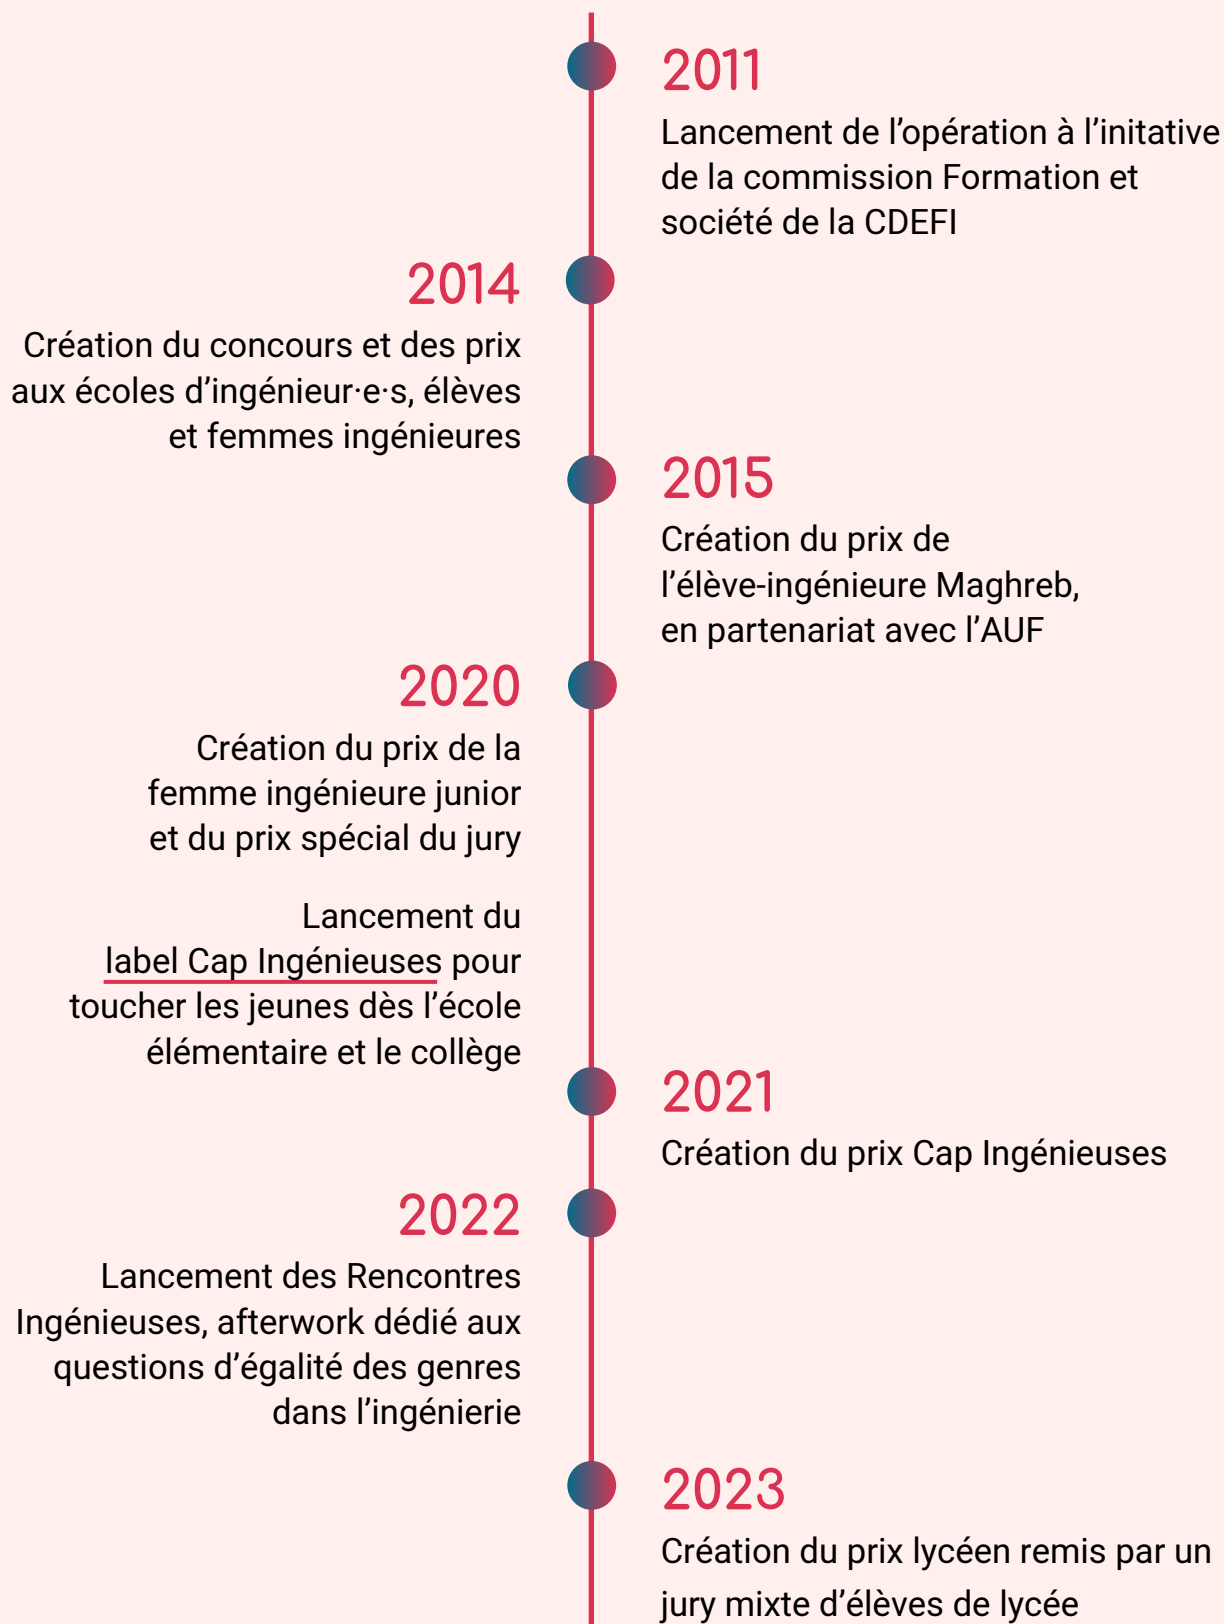 2011
Lancement de l’opération à l’initative
de la commission Formation et
société de la CDEFI
2014
Création du concours et des prix
aux écoles d’ingénieur·e·s, élèves
et femmes ingénieures
2015
Création du prix de
l’élève-ingénieure Maghreb,
en partenariat avec l’AUF
2020
Création du prix de la
femme ingénieure junior
et du prix spécial du jury
Lancement du
label Cap Ingénieuses pour
toucher les jeunes dès l’école
élémentaire et le collège
2021
Création du prix Cap Ingénieuses
2022
Lancement des Rencontres
Ingénieuses, afterwork dédié aux
questions d’égalité des genres
dans l’ingénierie
2023
Création du prix lycéen remis par un
jury mixte d’élèves de lycée